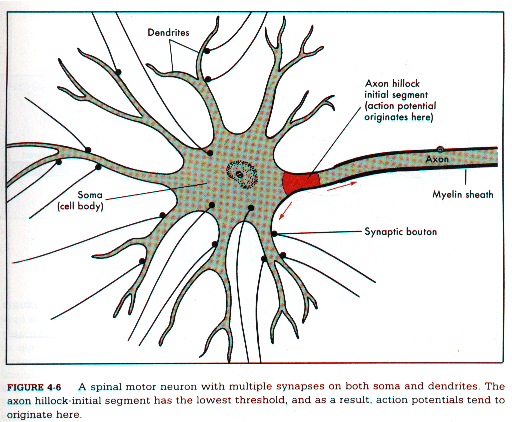 Dendrites
Axon hillock
initial segment
(action potential
originates here)
Axon
Soma
(cell body)
Myelin sheath
Synaptic bouton
FIGURE 4-6 A spinal motor neuron with multiple synapses on both soma and dendrites. The
axon hillock-initial segment has the lowest threshold, and as a result, action potentials tend to
originate here.